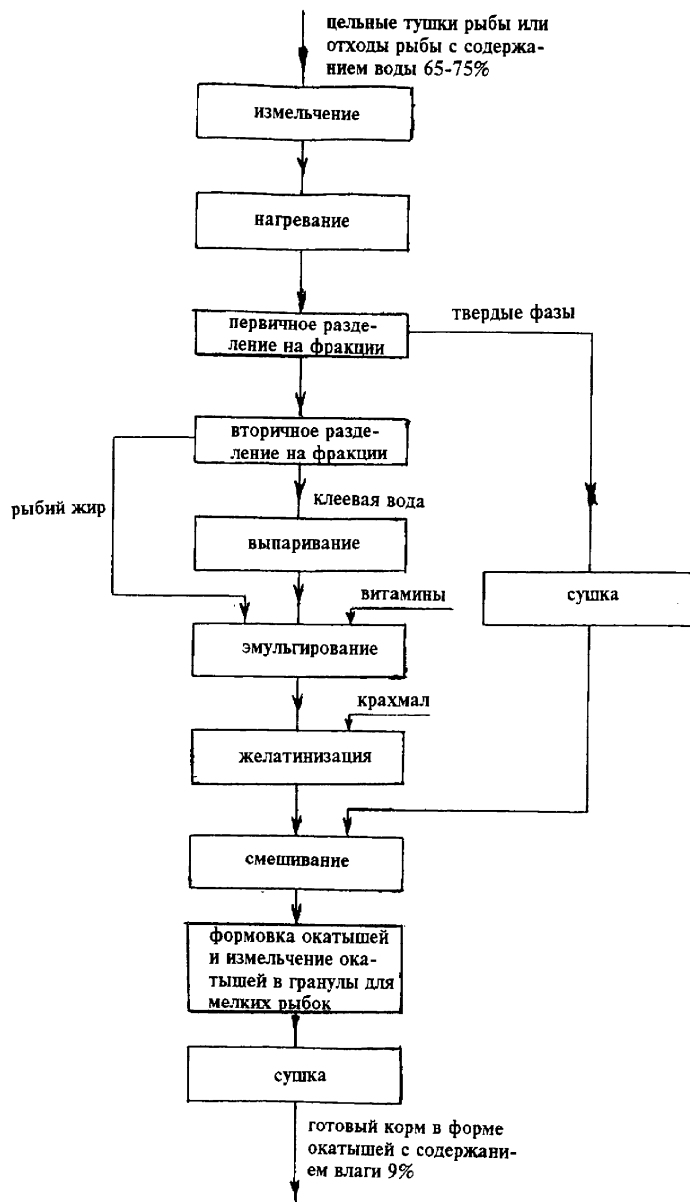 цельные тушки рыбы или
отходы рыбы с содержа-
нием воды 65-75%
измельчение
нагревание
первичное разде-
ление на фракции
твердые фазы
вторичное разде-
ление на фракции
рыбий жир
клеевая вода
выпаривание
витамины
сушка
эмульгирование
крахмал
желатинизация
смешивание
формовка окатышей
и измельчение ока-
тышей в гранулы для
мелких рыбок
сушка
готовый корм в форме
окатышей с содержани-
ем влаги 9%